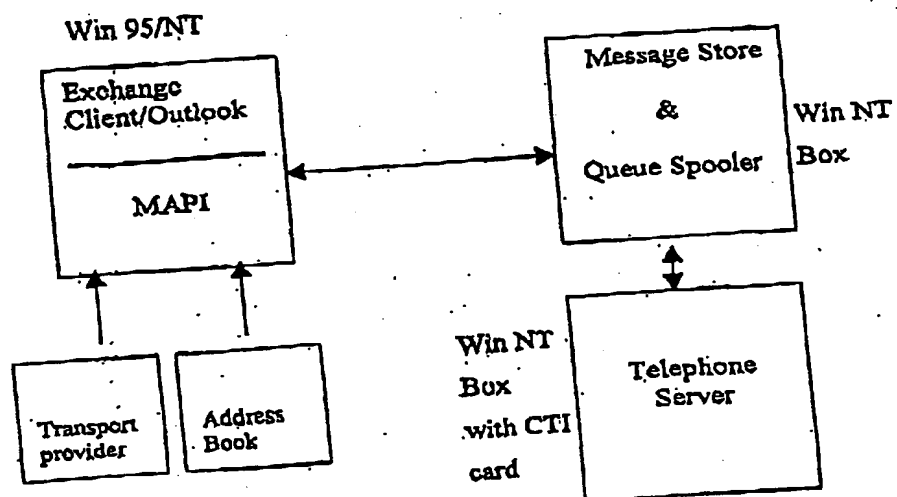 Win 95/NT
Exchange
Client/Outlook
MAPI
Message Store
&
Queue Spooler
Win NT
Box
Transport
provider
Address
Book
Win NT
Box
with CTI
card
Telephone
Server